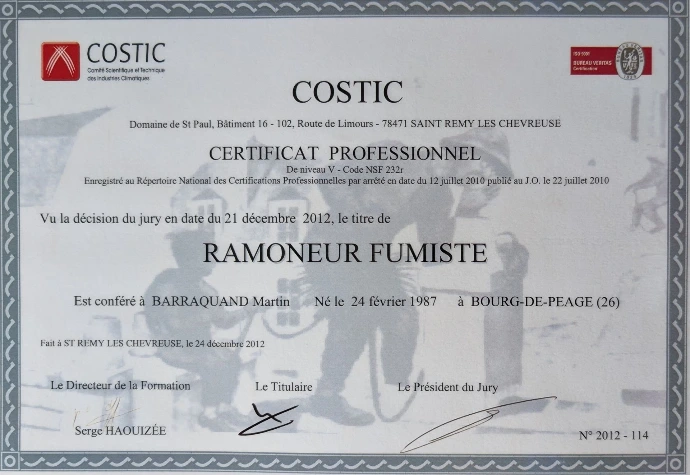 COSTIC
Comité Scientifique et Technique
des Industries Climatiques
ISO 9001
BUREAU VERITAS
Certification
COSTIC
Domaine de St Paul, Bâtiment 16 - 102, Route de Limours - 78471 SAINT REMY LES CHEVREUSE
CERTIFICAT PROFESSIONNEL
De niveau V - Code NSF 232r
Enregistré au Répertoire National des Certifications Professionnelles par arrêté en date du 12 juillet 2010 publié au J.O. le 22 juillet 2010
Vu la décision du jury en date du 21 décembre 2012, le titre de
RAMONEUR FUMISTE
Est conféré à BARRAQUAND Martin Né le 24 février 1987 à BOURG-DE-PEAGE (26)
Fait à ST REMY LES CHEVREUSE, le 24 décembre 2012
Le Directeur de la Formation Le Titulaire Le Président du Jury
Serge HAOUIZÉE
N° 2012 - 114